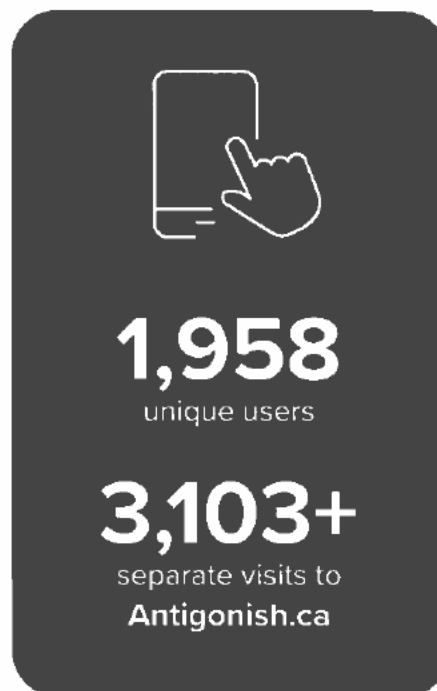 1,958
unique users
3,103+
separate visits to
Antigonish.ca